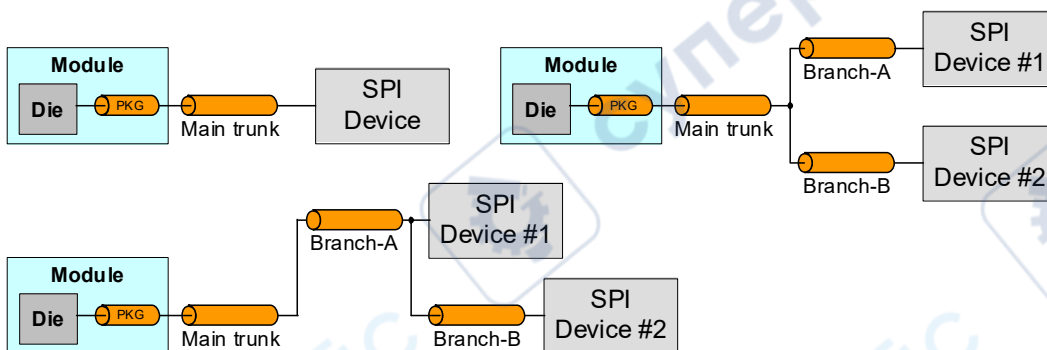 Module
Die
PKG
Main trunk
SPI
Device
Module
Die
PKG
Main trunk
Branch-A
SPI
Device #1
Branch-B
SPI
Device #2
Module
Die
PKG
Main trunk
Branch-A
SPI
Device #1
Branch-B
SPI
Device #2